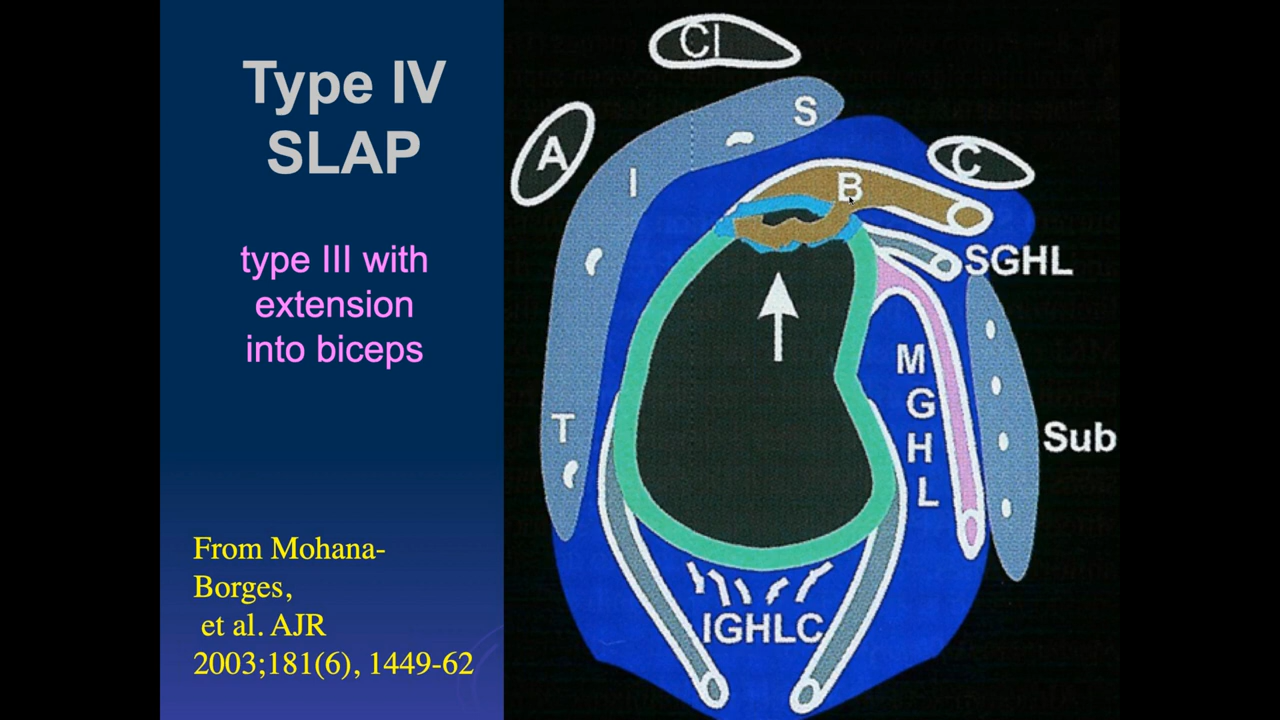 Type IV
SLAP
type III with
extension
into biceps
From Mohana-
Borges,
et al. AJR
2003;181(6), 1449-62
Cl
S
A
C
I
B
SGHL
M
G
H
L
T
Sub
IGHLC